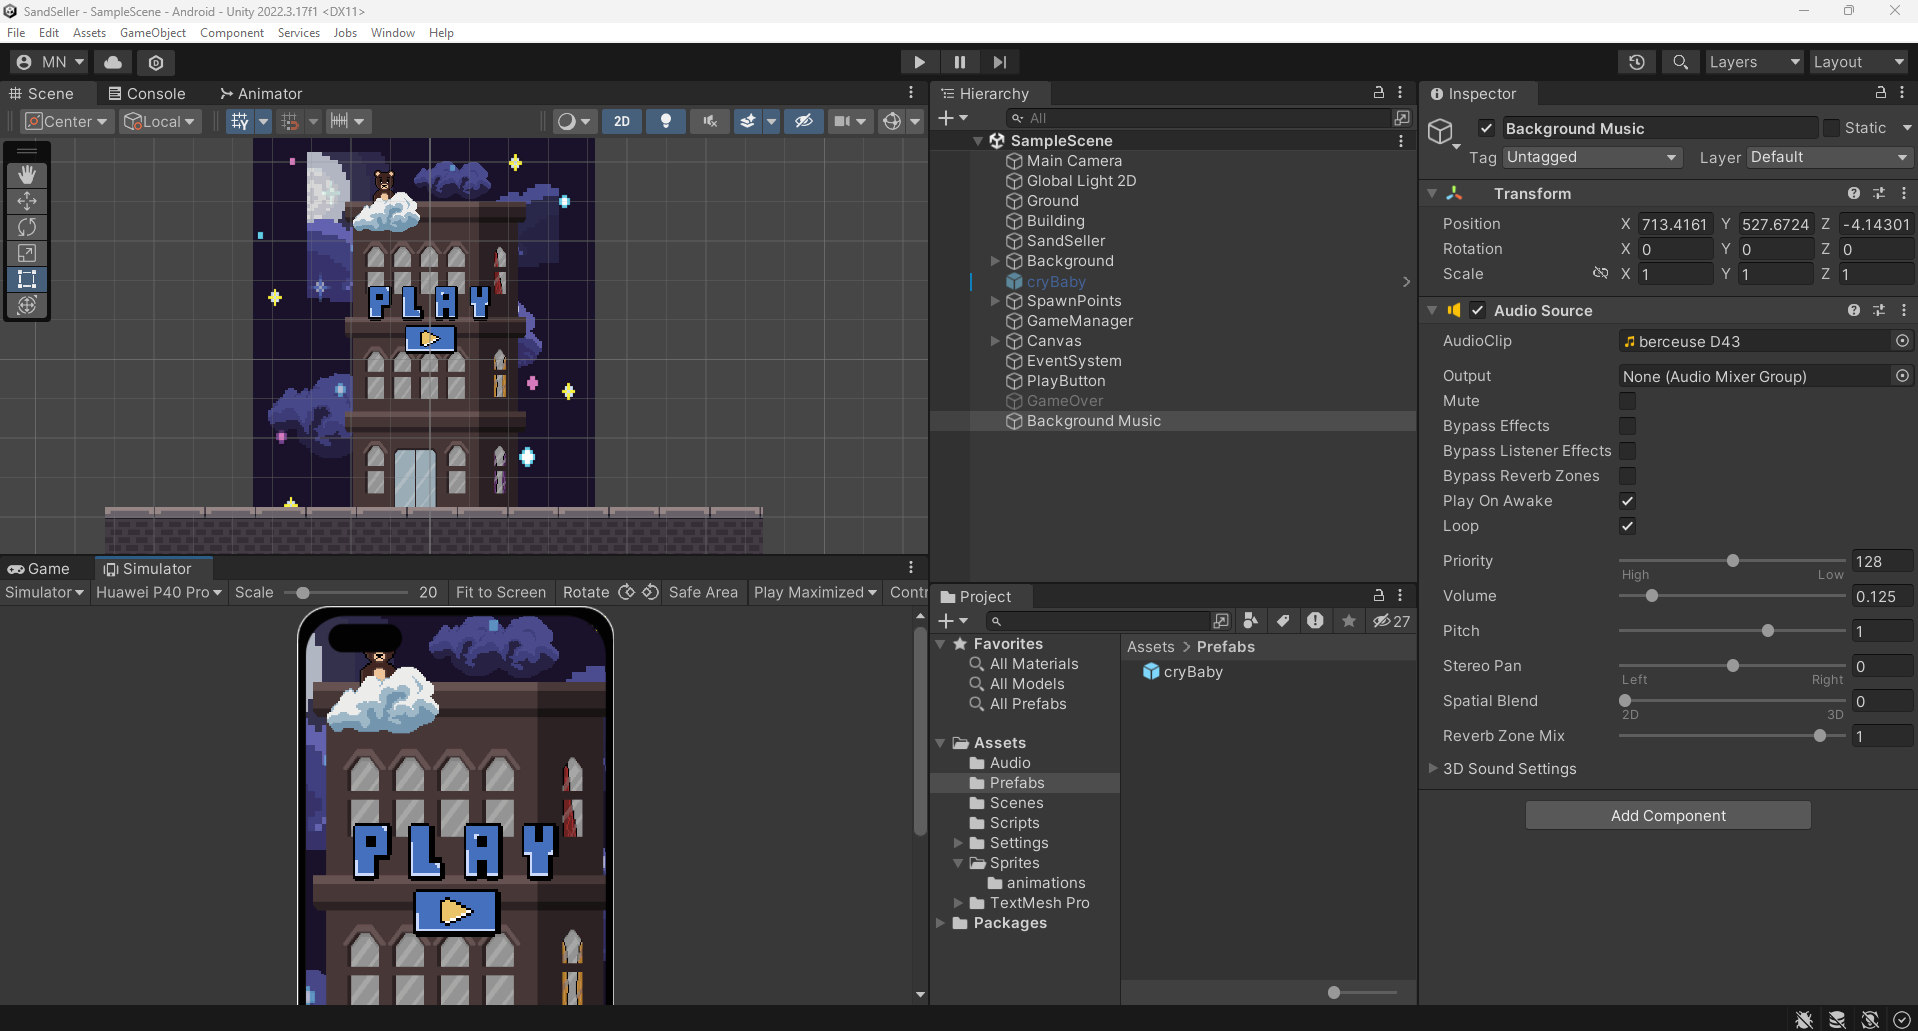 SandSeller - SampleScene - Android - Unity 2022.3.17f1 <DX11>
File Edit Assets GameObject Component Services Jobs Window Help
MN Layers Layout
Scene Console Animator
Center Local 2D
PLAY
Game Simulator
Simulator Huawei P40 Pro Scale 20 Fit to Screen Rotate Safe Area Play Maximized Contr
PLAY
Hierarchy
All
SampleScene
Main Camera
Global Light 2D
Ground
Building
SandSeller
Background
cryBaby
SpawnPoints
GameManager
Canvas
EventSystem
PlayButton
GameOver
Background Music
Project
27
Favorites
All Materials
All Models
All Prefabs
Assets
Audio
Prefabs
Scenes
Scripts
Settings
Sprites
animations
TextMesh Pro
Packages
Assets > Prefabs
cryBaby
Inspector
Background Music Static
Tag Untagged Layer Default
Transform
Position X 713.4161 Y 527.6724 Z -4.14301
Rotation X 0 Y 0 Z 0
Scale X 1 Y 1 Z 1
Audio Source
AudioClip berceuse D43
Output None (Audio Mixer Group)
Mute
Bypass Effects
Bypass Listener Effects
Bypass Reverb Zones
Play On Awake
Loop
Priority 128
High Low
Volume 0.125
Pitch 1
Stereo Pan 0
Left Right
Spatial Blend 0
2D 3D
Reverb Zone Mix 1
3D Sound Settings
Add Component